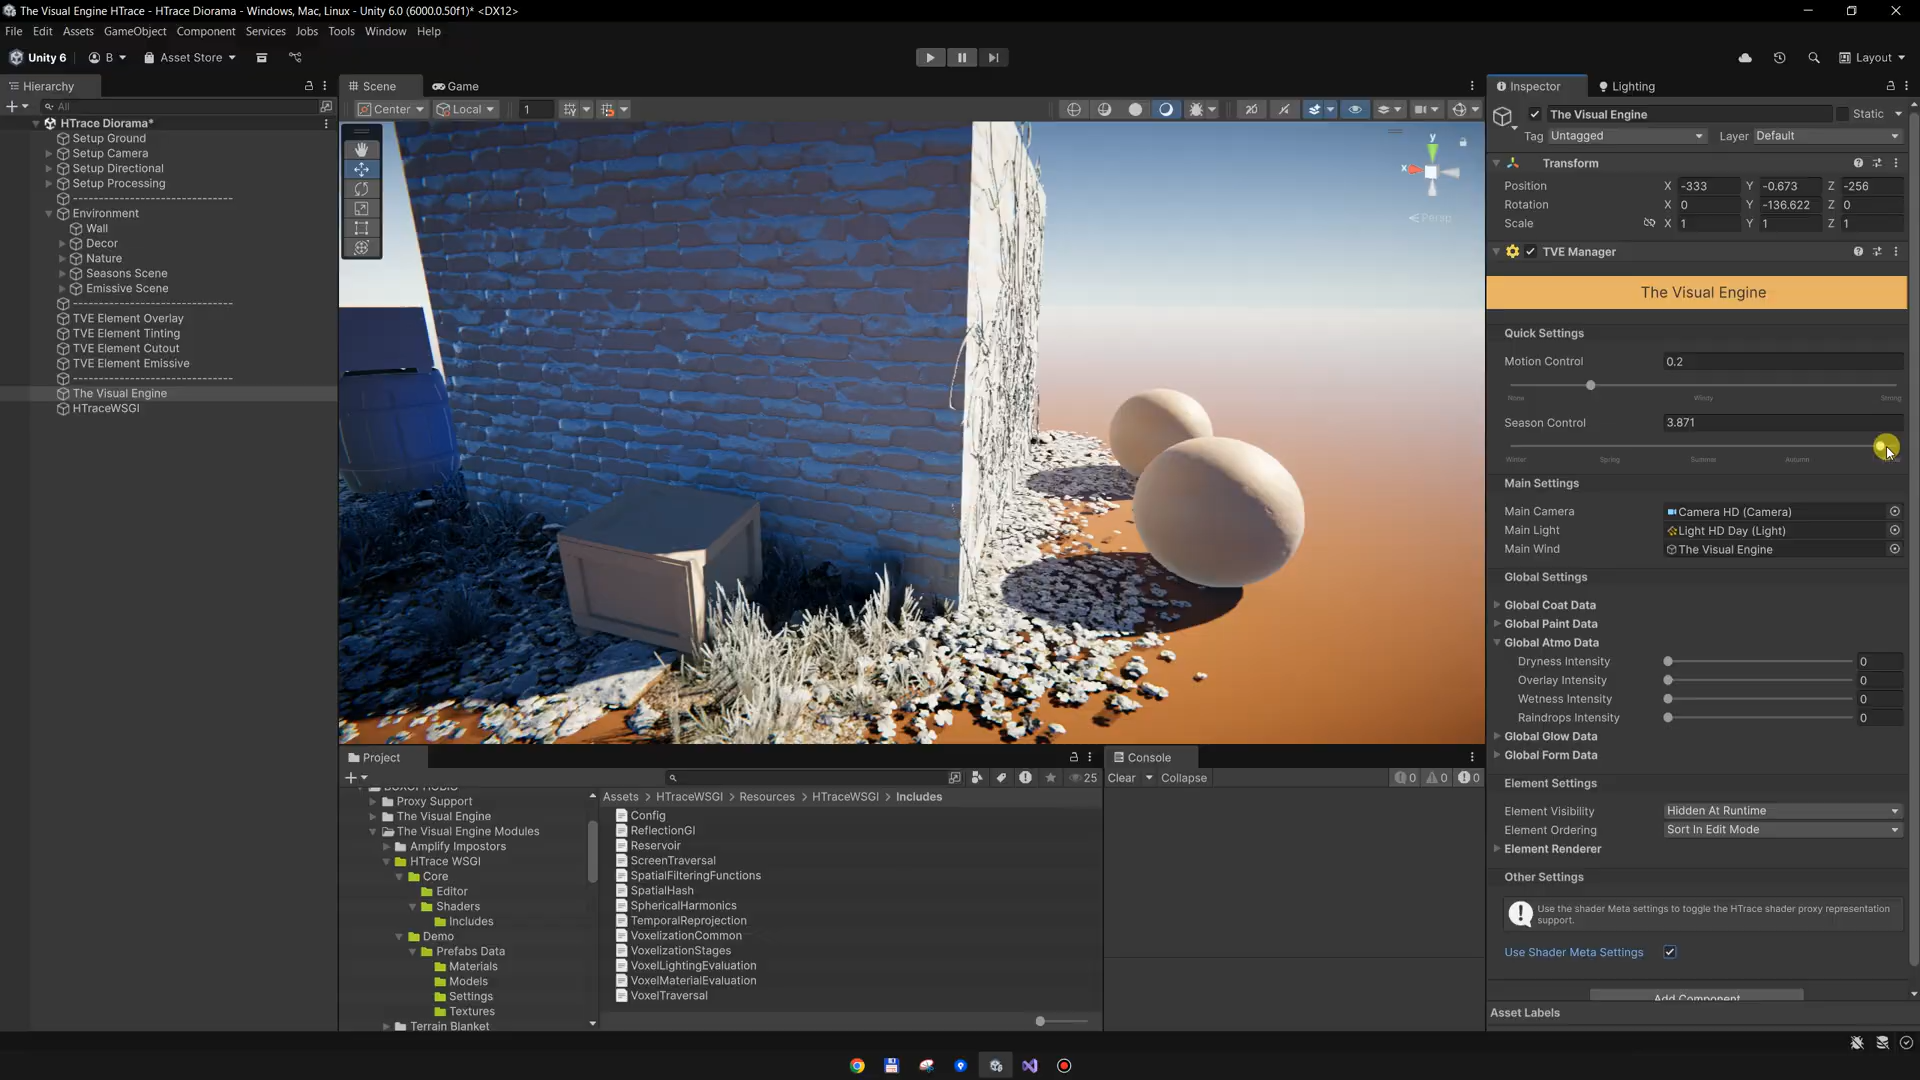 The Visual Engine HTrace - HTrace Diorama - Windows, Mac, Linux - Unity 6.0 (6000.0.50f1)* <DX12>
File Edit Assets GameObject Component Services Jobs Tools Window Help
Unity 6 B Asset Store Layout
Hierarchy
All
HTrace Diorama*
Setup Ground
Setup Camera
Setup Directional
Setup Processing
------------------------------
Environment
Wall
Decor
Nature
Seasons Scene
Emissive Scene
------------------------------
TVE Element Overlay
TVE Element Tinting
TVE Element Cutout
TVE Element Emissive
------------------------------
The Visual Engine
HTraceWSGI
Scene Game
Center Local 1
y
x
Persp
Project
25
Proxy Support
The Visual Engine
The Visual Engine Modules
Amplify Impostors
HTrace WSGI
Core
Editor
Shaders
Includes
Demo
Prefabs Data
Materials
Models
Settings
Textures
Terrain Blanket
Assets > HTraceWSGI > Resources > HTraceWSGI > Includes
Config
ReflectionGI
Reservoir
ScreenTraversal
SpatialFilteringFunctions
SpatialHash
SphericalHarmonics
TemporalReprojection
VoxelizationCommon
VoxelizationStages
VoxelLightingEvaluation
VoxelMaterialEvaluation
VoxelTraversal
Console
Clear Collapse 0 0 0
Inspector Lighting
The Visual Engine Static
Tag Untagged Layer Default
Transform
Position X -333 Y -0.673 Z -256
Rotation X 0 Y -136.622 Z 0
Scale X 1 Y 1 Z 1
TVE Manager
The Visual Engine
Quick Settings
Motion Control 0.2
None Windy Strong
Season Control 3.871
Winter Spring Summer Autumn
Main Settings
Main Camera Camera HD (Camera)
Main Light Light HD Day (Light)
Main Wind The Visual Engine
Global Settings
Global Coat Data
Global Paint Data
Global Atmo Data
Dryness Intensity 0
Overlay Intensity 0
Wetness Intensity 0
Raindrops Intensity 0
Global Glow Data
Global Form Data
Element Settings
Element Visibility Hidden At Runtime
Element Ordering Sort In Edit Mode
Element Renderer
Other Settings
Use the shader Meta settings to toggle the HTrace shader proxy representation
support.
Use Shader Meta Settings
Add Component
Asset Labels